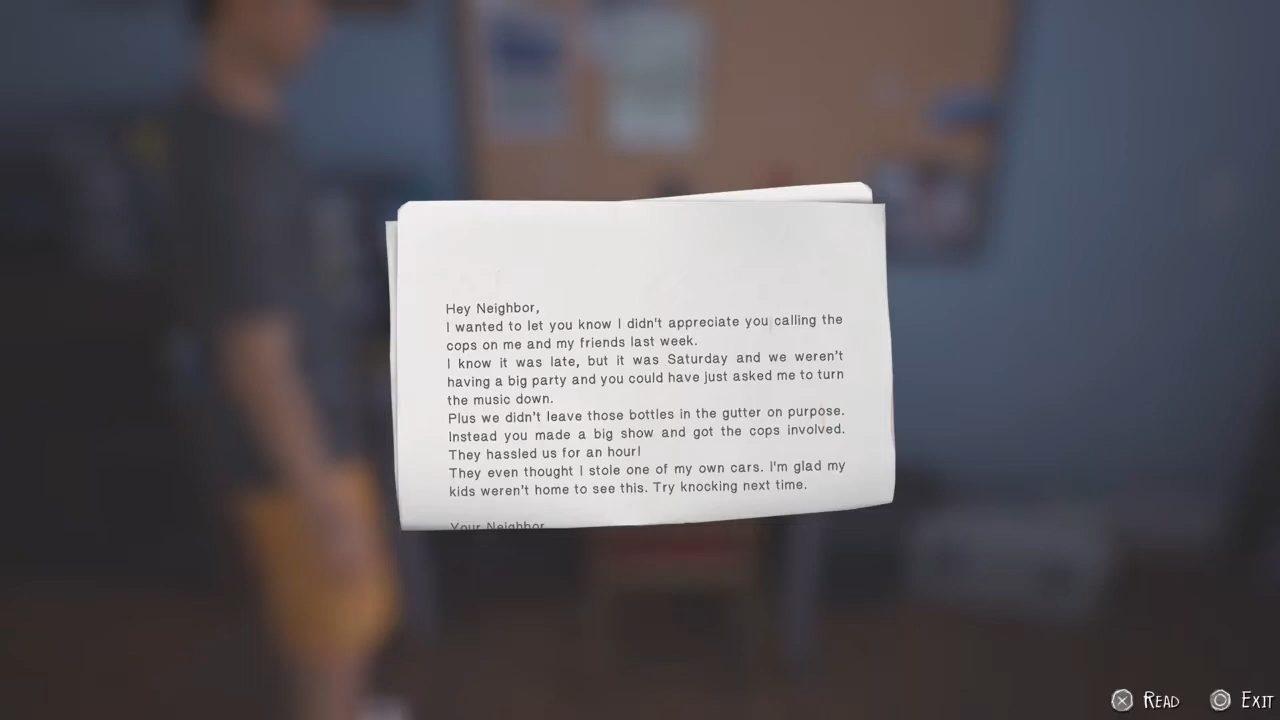 Hey Neighbor,
I wanted to let you know I didn't appreciate you calling the
cops on me and my friends last week.
I know it was late, but it was Saturday and we weren't
having a big party and you could have just asked me to turn
the music down.
Plus we didn't leave those bottles in the gutter on purpose.
Instead you made a big show and got the cops involved.
They hassled us for an hour!
They even thought I stole one of my own cars. I'm glad my
kids weren't home to see this. Try knocking next time.
Your Neighbor
READ EXIT